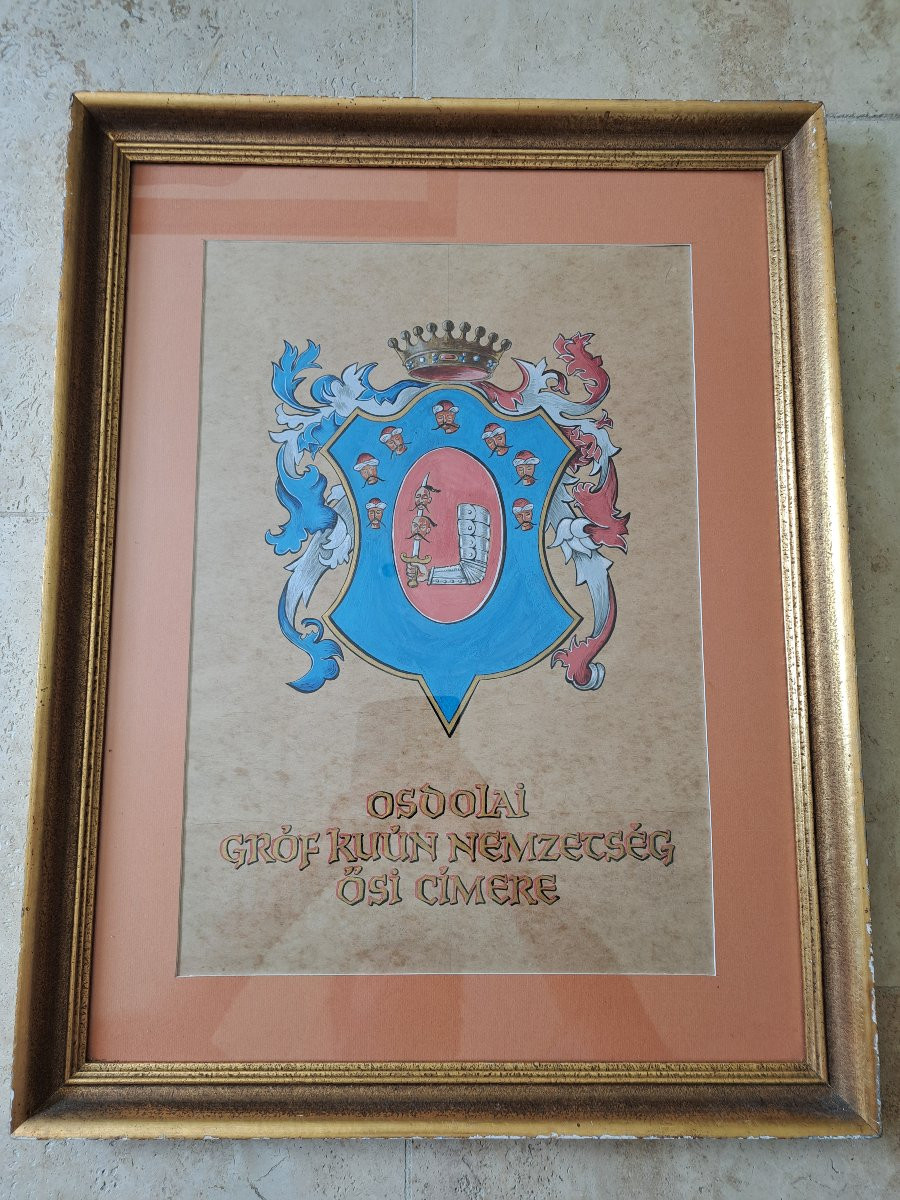 OSDOLAI
GRÓF KUÚN NEMZETSÉG
ŐSI CÍMERE